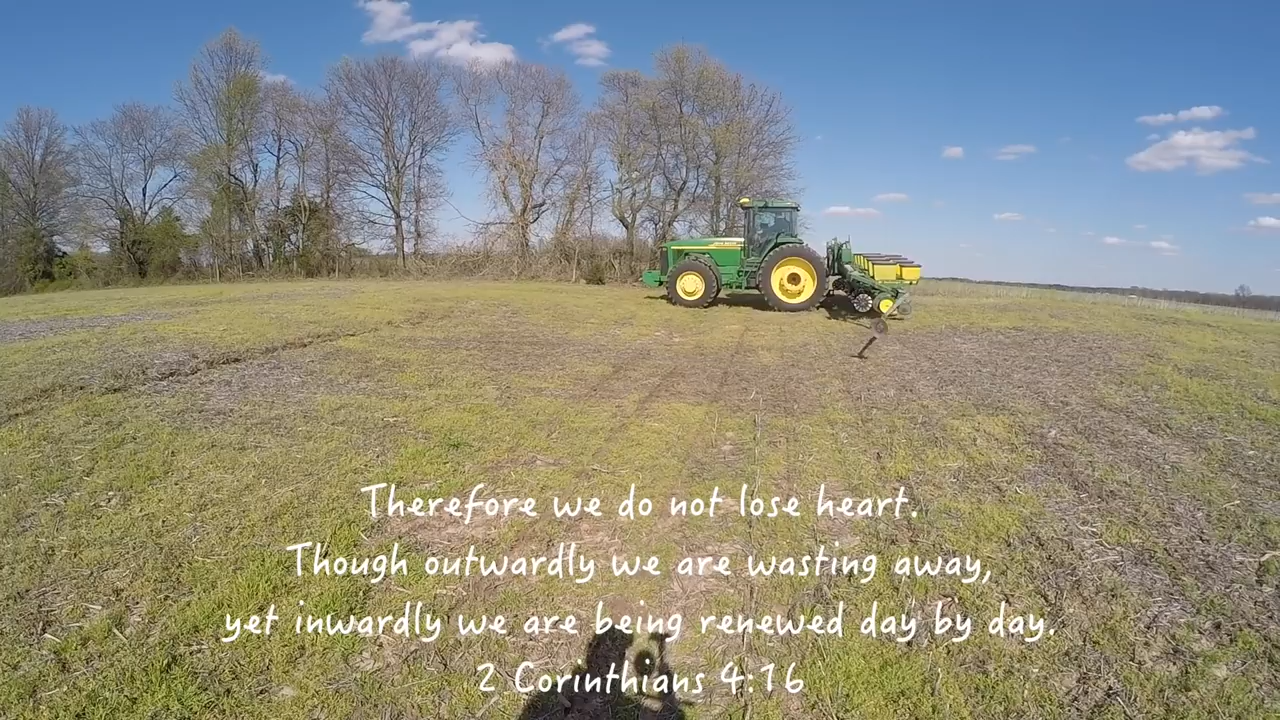 Therefore we do not lose heart.
Though outwardly we are wasting away,
yet inwardly we are being renewed day by day.
2 Corinthians 4:16